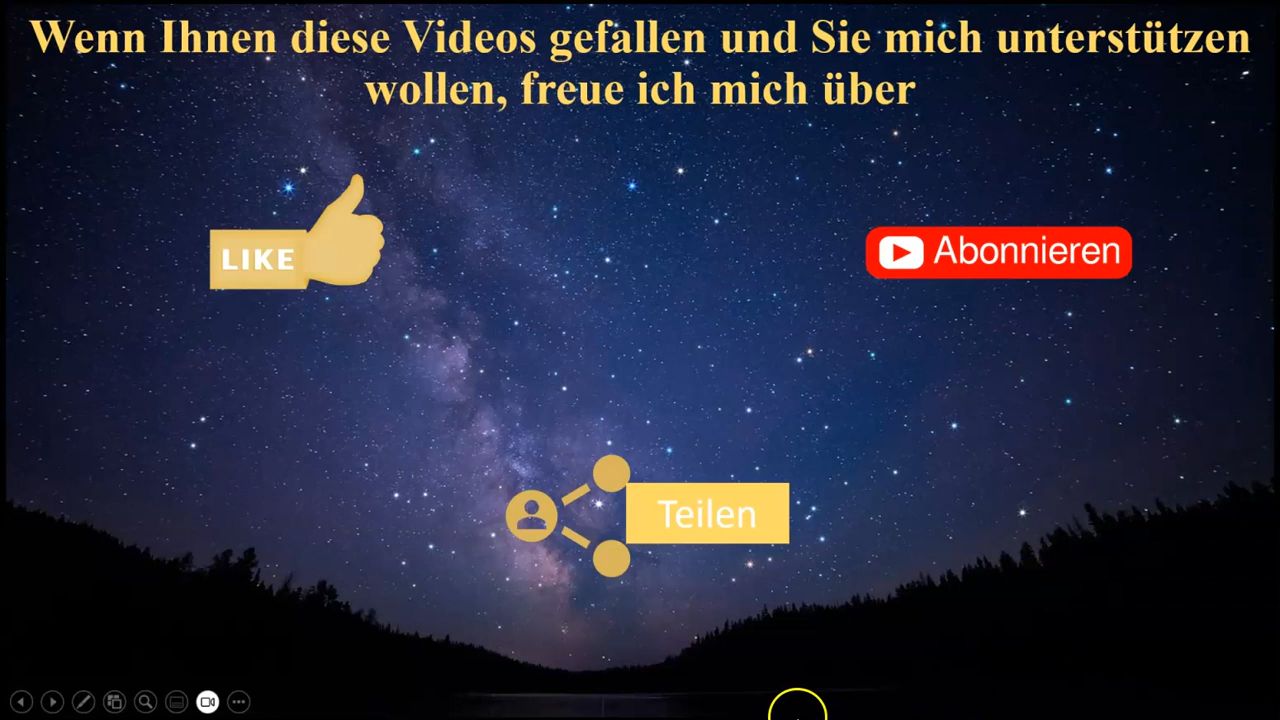 Wenn Ihnen diese Videos gefallen und Sie mich unterstützen
wollen, freue ich mich über
LIKE
Abonnieren
Teilen